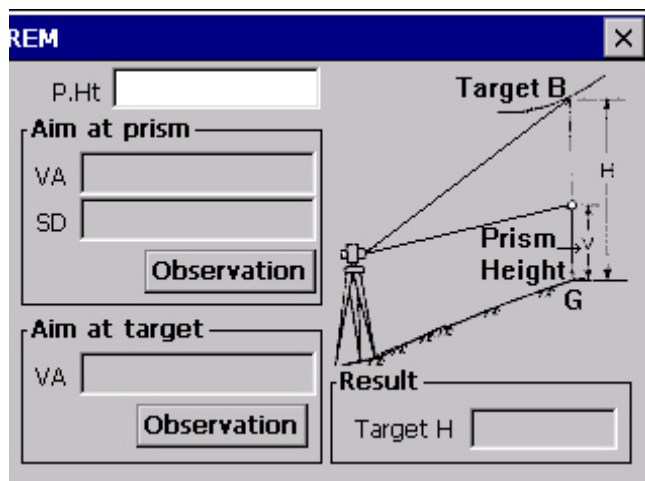 REM
P.Ht
Aim at prism
VA
SD
Observation
Aim at target
VA
Observation
Target B
H
Prism
Height
V
G
Result
Target H